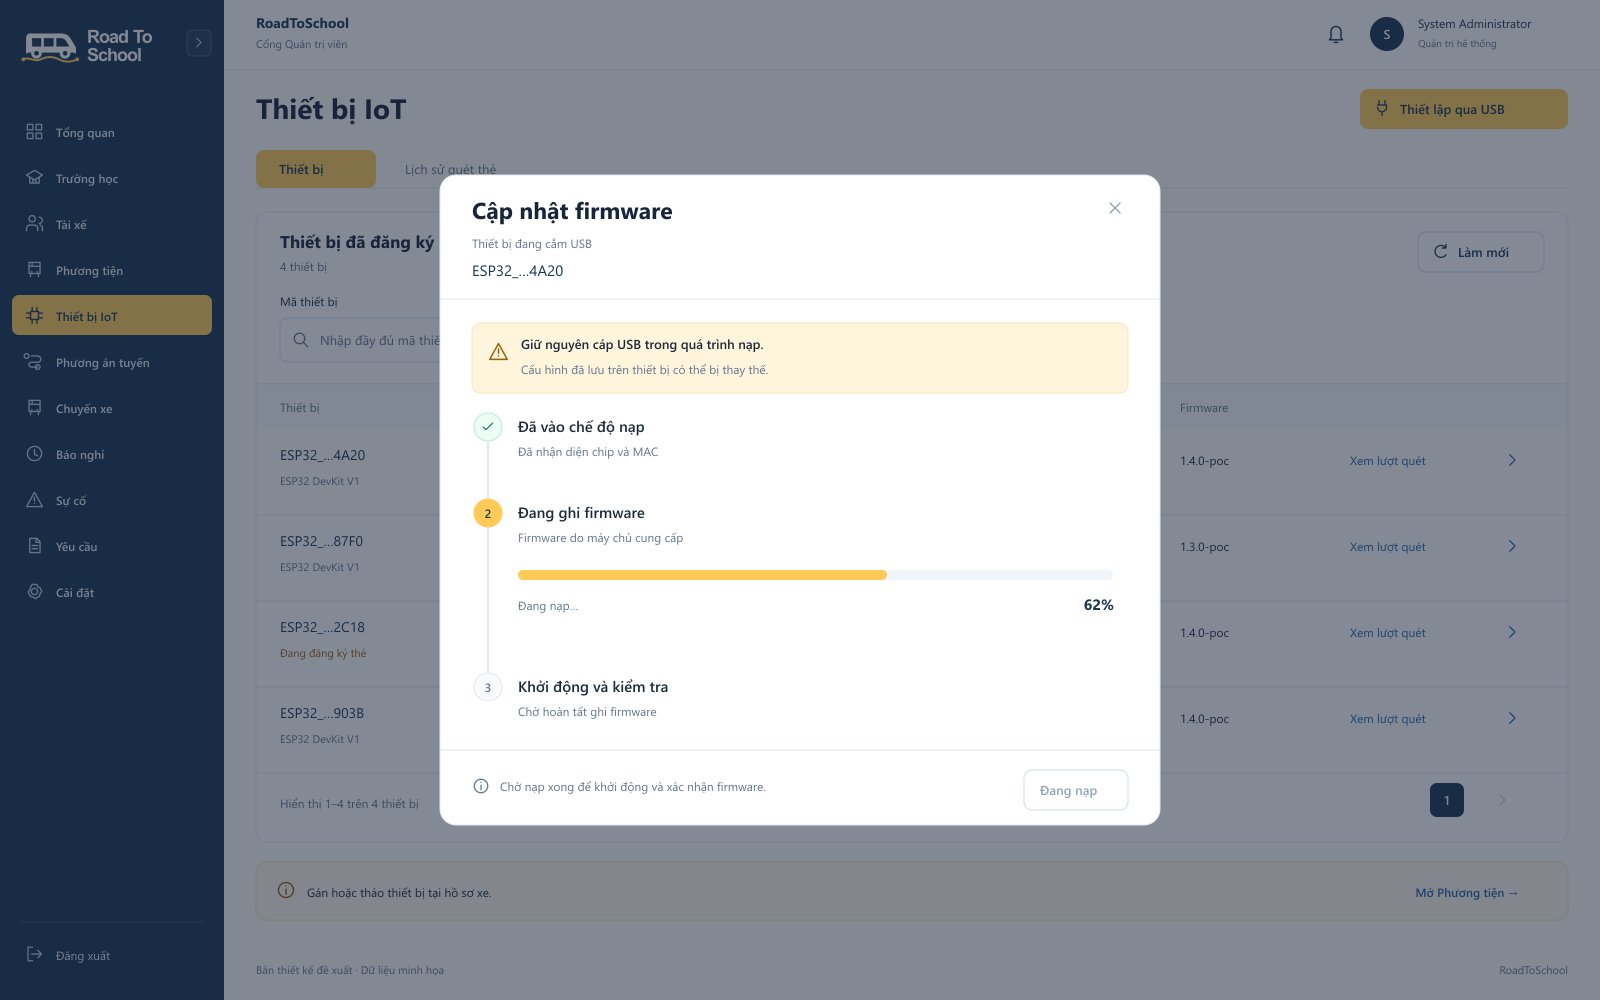 Road To
School
RoadToSchool
Cổng Quản trị viên
S
System Administrator
Quản trị hệ thống
Tổng quan
Trường học
Tài xế
Phương tiện
Thiết bị IoT
Phương án tuyến
Chuyến xe
Báo nghỉ
Sự cố
Yêu cầu
Cài đặt
Đăng xuất
Thiết bị IoT
Thiết lập qua USB
Thiết bị
Lịch sử quét thẻ
Thiết bị đã đăng ký
4 thiết bị
Làm mới
Mã thiết bị
Nhập đầy đủ mã thiế
Thiết bị
Firmware
ESP32_...4A20
ESP32 DevKit V1
1.4.0-poc
Xem lượt quét
ESP32_...87F0
ESP32 DevKit V1
1.3.0-poc
Xem lượt quét
ESP32_...2C18
Đang đăng ký thẻ
1.4.0-poc
Xem lượt quét
ESP32_...903B
ESP32 DevKit V1
1.4.0-poc
Xem lượt quét
Hiển thị 1–4 trên 4 thiết bị
1
Gán hoặc tháo thiết bị tại hồ sơ xe.
Mở Phương tiện →
Bản thiết kế đề xuất · Dữ liệu minh họa
RoadToSchool
Cập nhật firmware
Thiết bị đang cắm USB
ESP32_...4A20
Giữ nguyên cáp USB trong quá trình nạp.
Cấu hình đã lưu trên thiết bị có thể bị thay thế.
Đã vào chế độ nạp
Đã nhận diện chip và MAC
2
Đang ghi firmware
Firmware do máy chủ cung cấp
Đang nạp...
62%
3
Khởi động và kiểm tra
Chờ hoàn tất ghi firmware
Chờ nạp xong để khởi động và xác nhận firmware.
Đang nạp